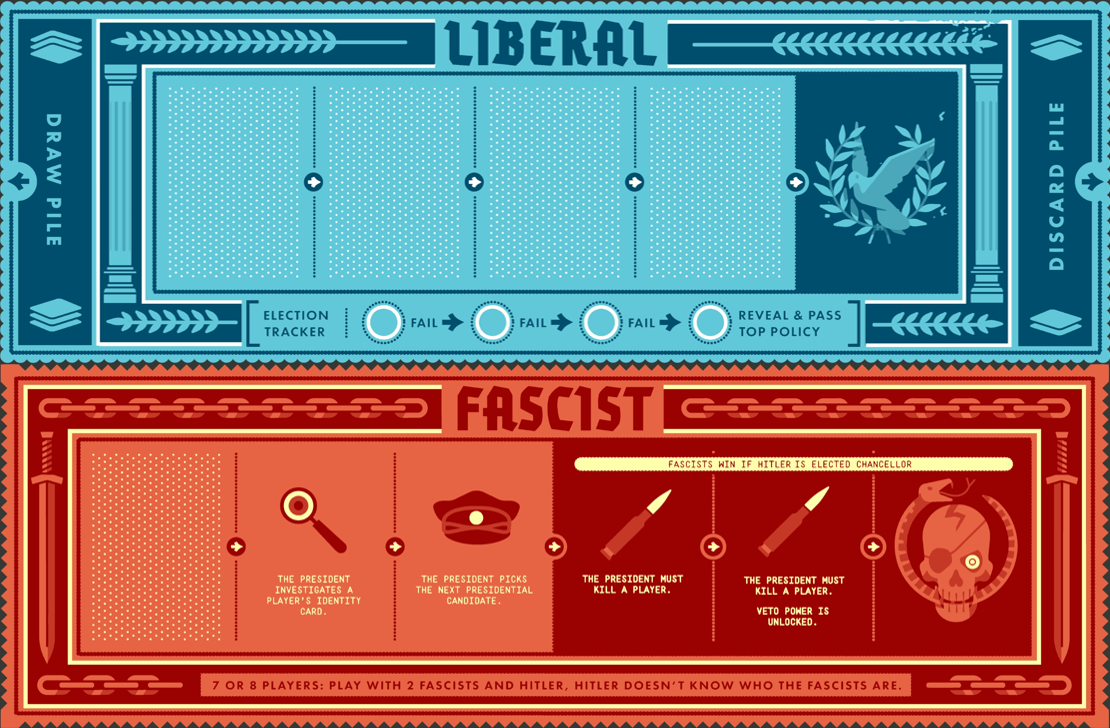 LIBERAL
DRAW PILE
DISCARD PILE
ELECTION
TRACKER
FAIL
FAIL
FAIL
REVEAL & PASS
TOP POLICY
FASCIST
FASCISTS WIN IF HITLER IS ELECTED CHANCELLOR
THE PRESIDENT
INVESTIGATES A
PLAYER'S IDENTITY
CARD.
THE PRESIDENT PICKS
THE NEXT PRESIDENTIAL
CANDIDATE.
THE PRESIDENT MUST
KILL A PLAYER.
THE PRESIDENT MUST
KILL A PLAYER.
VETO POWER IS
UNLOCKED.
7 OR 8 PLAYERS: PLAY WITH 2 FASCISTS AND HITLER, HITLER DOESN'T KNOW WHO THE FASCISTS ARE.